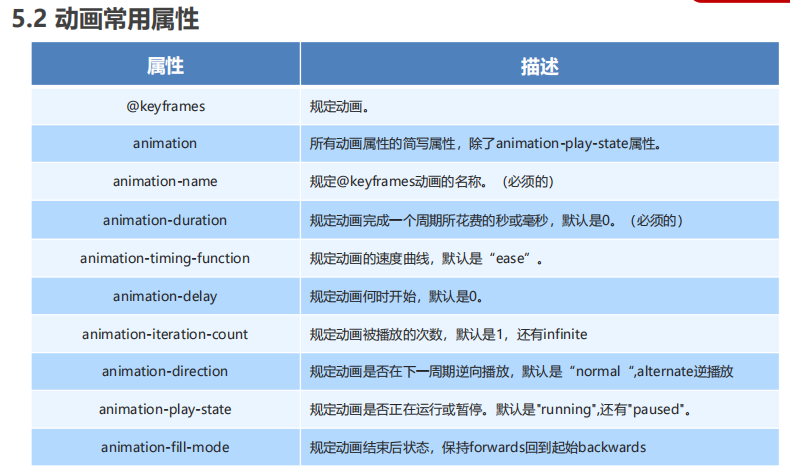 5.2 动画常用属性
属性 描述
@keyframes 规定动画。
animation 所有动画属性的简写属性，除了animation-play-state属性。
animation-name 规定@keyframes动画的名称。（必须的）
animation-duration 规定动画完成一个周期所花费的秒或毫秒，默认是0。（必须的）
animation-timing-function 规定动画的速度曲线，默认是“ease”。
animation-delay 规定动画何时开始，默认是0。
animation-iteration-count 规定动画被播放的次数，默认是1，还有infinite
animation-direction 规定动画是否在下一周期逆向播放，默认是“normal“,alternate逆播放
animation-play-state 规定动画是否正在运行或暂停。默认是"running",还有"paused"。
animation-fill-mode 规定动画结束后状态，保持forwards回到起始backwards